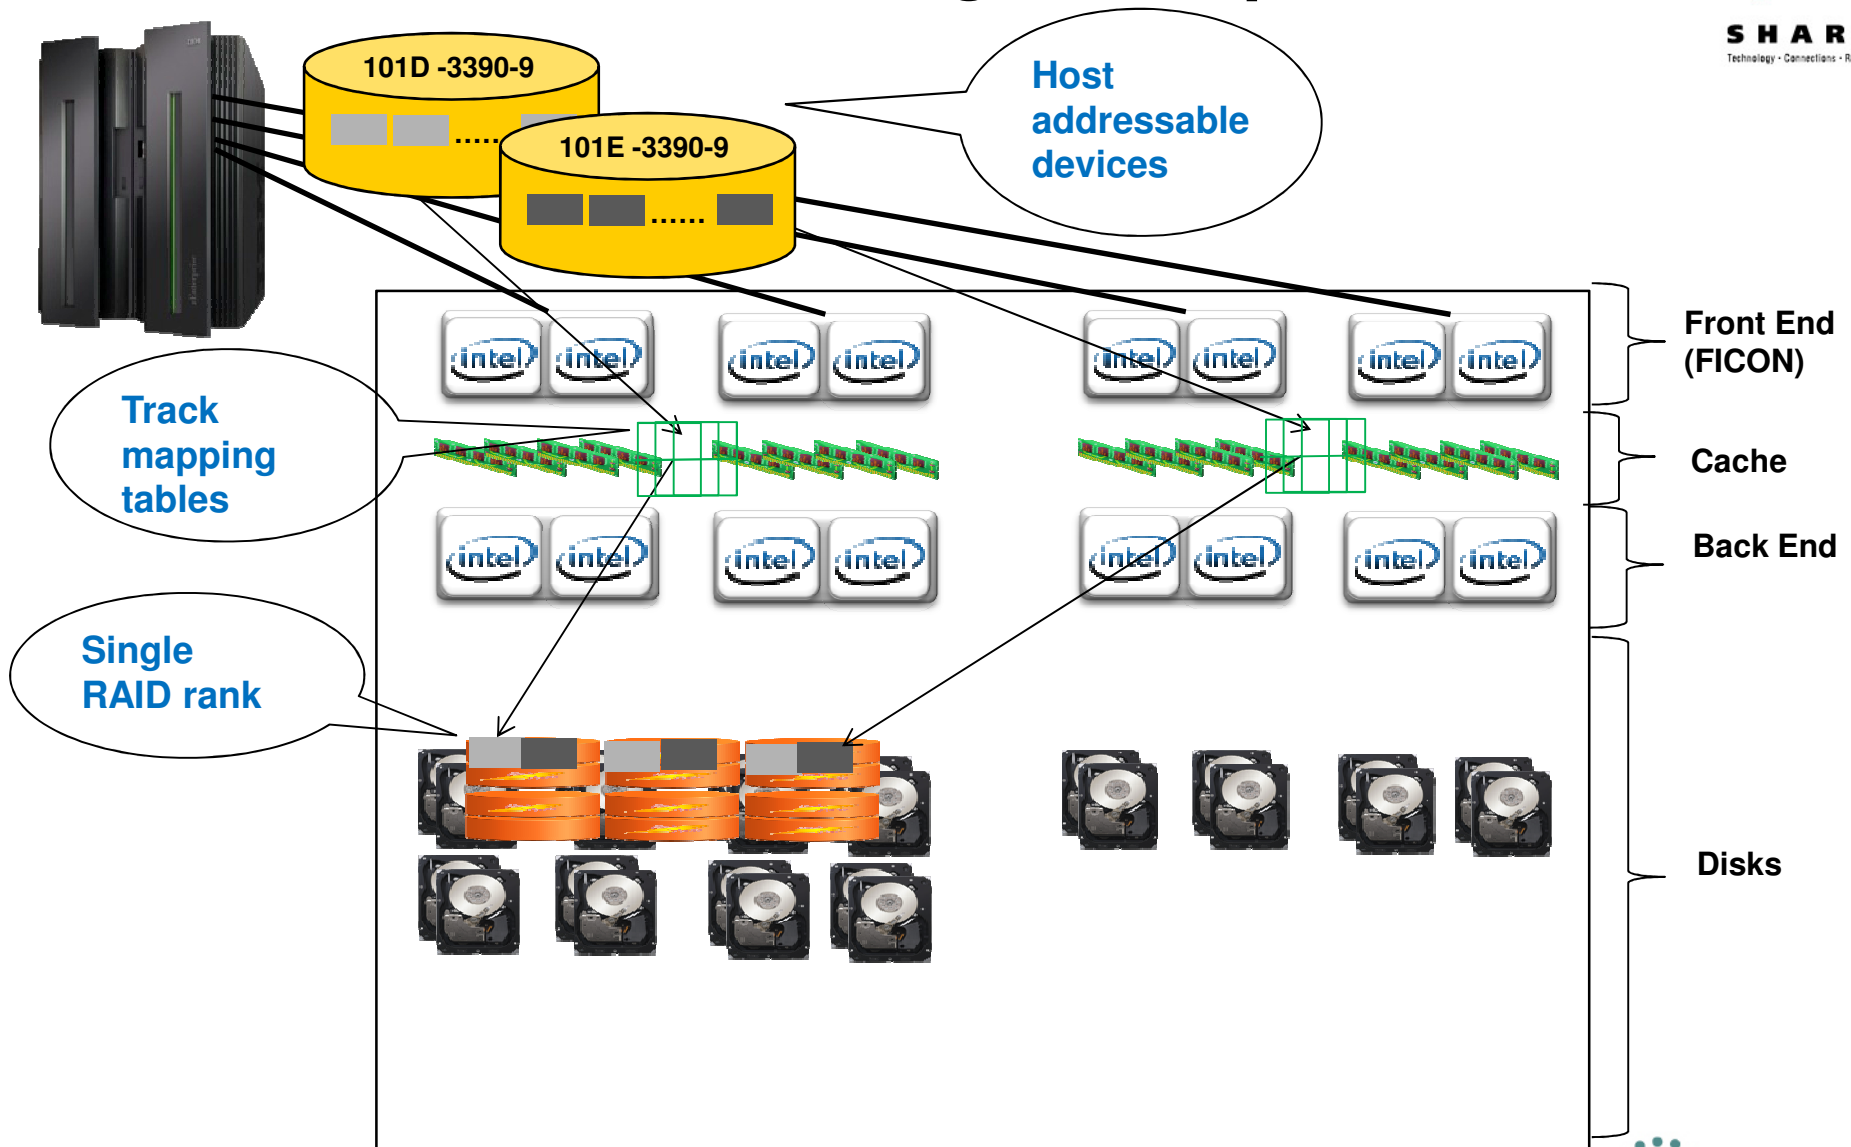 SHAR
Technology · Connections · R
101D -3390-9
.....
101E -3390-9
......
Host
addressable
devices
IBM
zEnterprise
Front End
(FICON)
intel intel intel intel intel intel intel intel
Track
mapping
tables
Cache
intel intel intel intel intel intel intel intel
Back End
Single
RAID rank
Disks